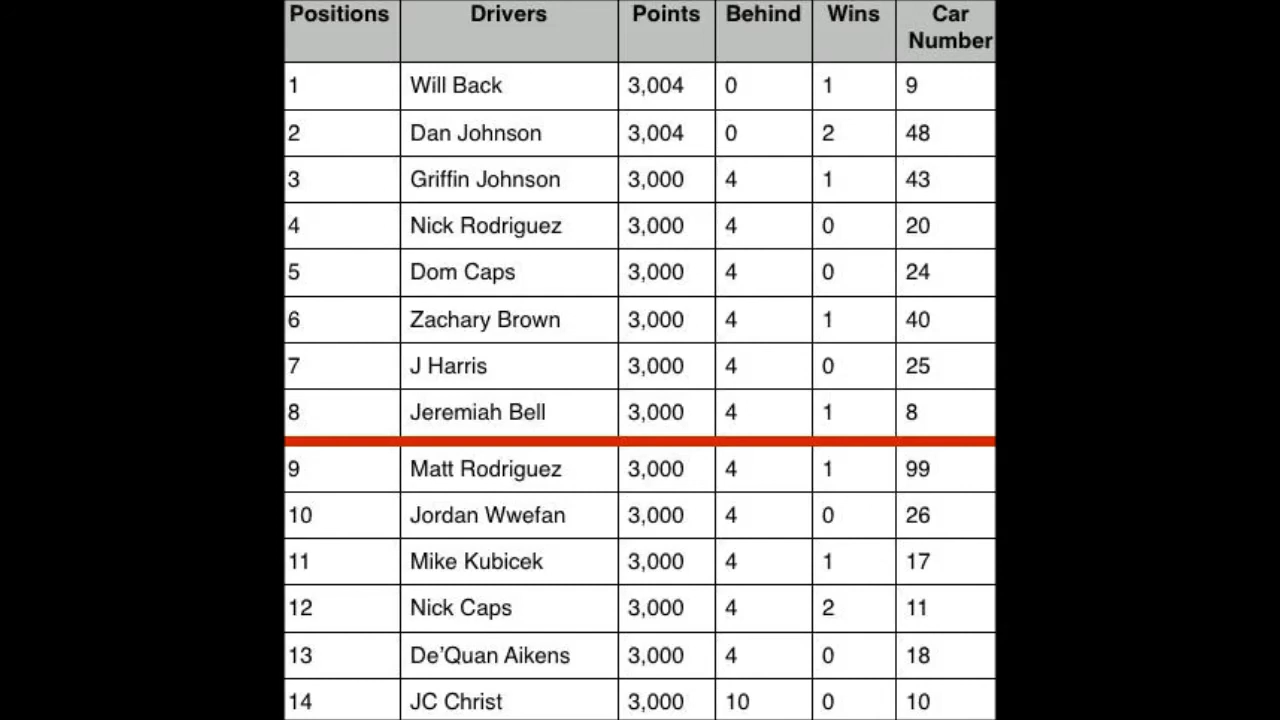 Positions Drivers Points Behind Wins Car Number
1 Will Back 3,004 0 1 9
2 Dan Johnson 3,004 0 2 48
3 Griffin Johnson 3,000 4 1 43
4 Nick Rodriguez 3,000 4 0 20
5 Dom Caps 3,000 4 0 24
6 Zachary Brown 3,000 4 1 40
7 J Harris 3,000 4 0 25
8 Jeremiah Bell 3,000 4 1 8
9 Matt Rodriguez 3,000 4 1 99
10 Jordan Wwefan 3,000 4 0 26
11 Mike Kubicek 3,000 4 1 17
12 Nick Caps 3,000 4 2 11
13 De’Quan Aikens 3,000 4 0 18
14 JC Christ 3,000 10 0 10